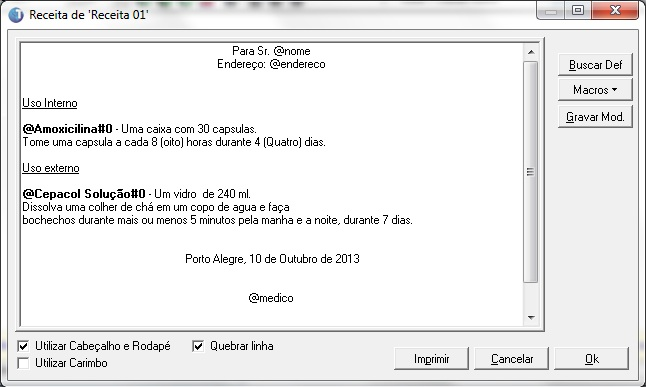 Receita de 'Receita 01'
Para Sr. @nome
Endereço: @endereco
Uso Interno
@Amoxicilina#0 - Uma caixa com 30 capsulas.
Tome uma capsula a cada 8 (oito) horas durante 4 (Quatro) dias.
Uso externo
@Cepacol Solução#0 - Um vidro de 240 ml.
Dissolva uma colher de chá em um copo de agua e faça
bochechos durante mais ou menos 5 minutos pela manha e a noite, durante 7 dias.
Porto Alegre, 10 de Outubro de 2013
@medico
Buscar Def
Macros
Gravar Mod.
Utilizar Cabeçalho e Rodapé
Quebrar linha
Utilizar Carimbo
Imprimir
Cancelar
Ok